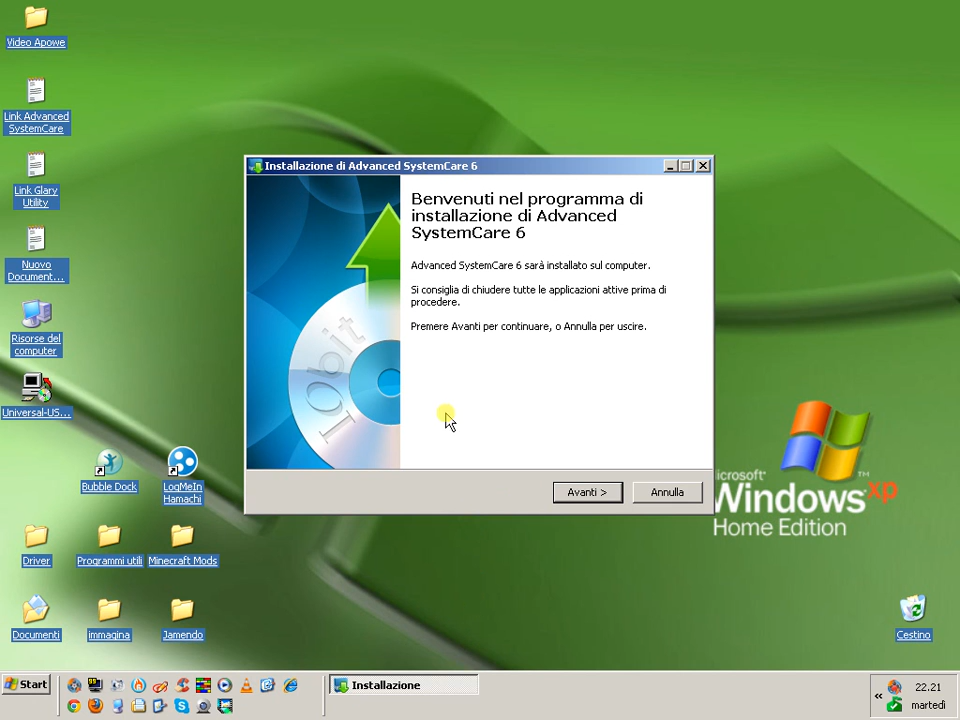 Video Apowe
Link Advanced
SystemCare
Link Glary
Utility
Nuovo
Document...
Risorse del
computer
Universal-US...
Bubble Dock
LogMeIn
Hamachi
Driver
Programmi utili
Minecraft Mods
Documenti
immagina
Jamendo
Installazione di Advanced SystemCare 6
IObit
Benvenuti nel programma di
installazione di Advanced
SystemCare 6
Advanced SystemCare 6 sarà installato sul computer.
Si consiglia di chiudere tutte le applicazioni attive prima di
procedere.
Premere Avanti per continuare, o Annulla per uscire.
Avanti >
Annulla
Windows xp
Home Edition
Cestino
Start
Installazione
«
22.21
martedì